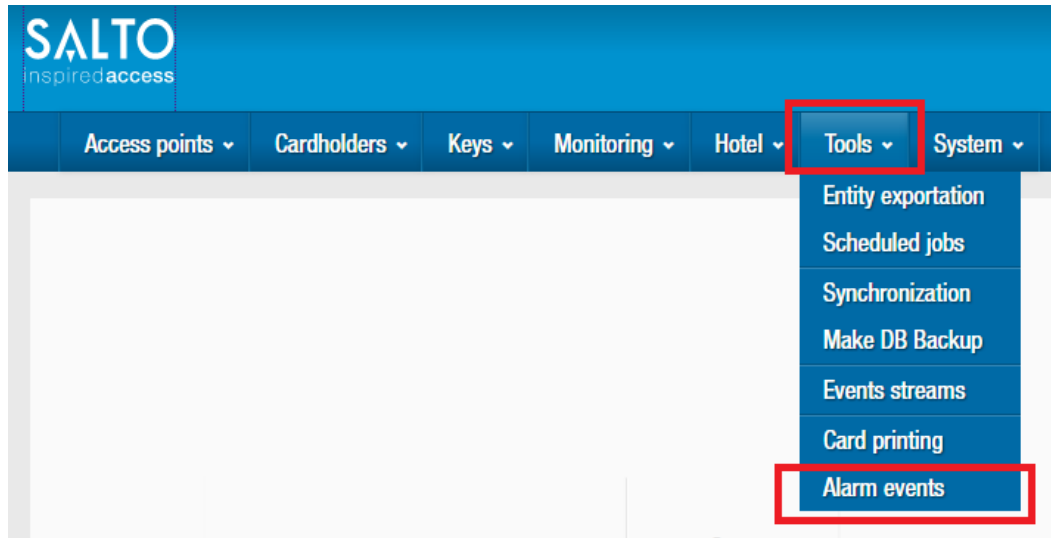 SALTO
inspiredaccess
Access points Cardholders Keys Monitoring Hotel Tools System
Entity exportation
Scheduled jobs
Synchronization
Make DB Backup
Events streams
Card printing
Alarm events